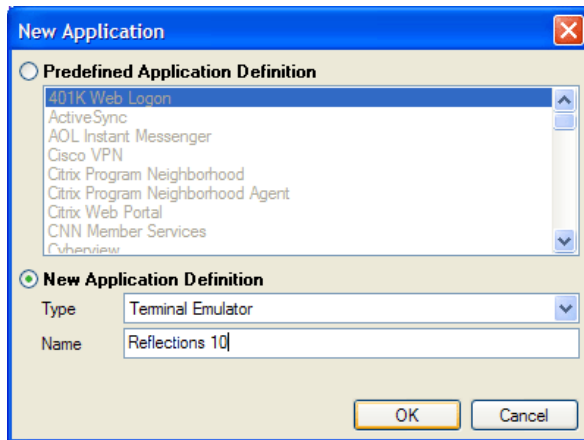 New Application
Predefined Application Definition
401K Web Logon
ActiveSync
AOL Instant Messenger
Cisco VPN
Citrix Program Neighborhood
Citrix Program Neighborhood Agent
Citrix Web Portal
CNN Member Services
Cyberview
New Application Definition
Type Terminal Emulator
Name Reflections 10
OK Cancel